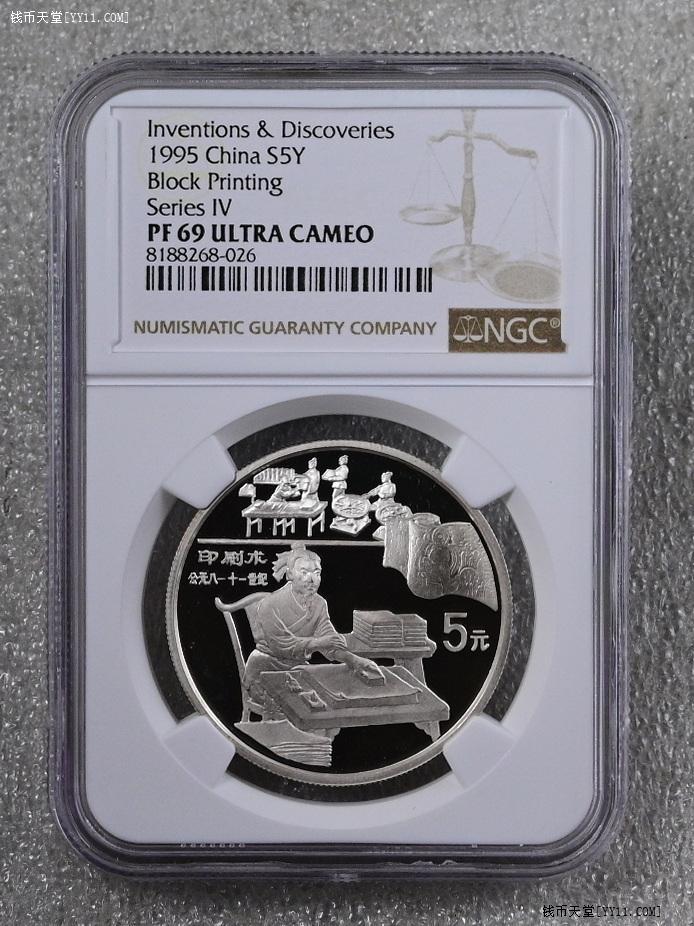 钱币天堂[YY11.COM]
Inventions & Discoveries
1995 China S5Y
Block Printing
Series IV
PF 69 ULTRA CAMEO
8188268-026
NUMISMATIC GUARANTY COMPANY
NGC®
印刷术
公元八-十一世纪
5元
钱币天堂[YY11.COM]